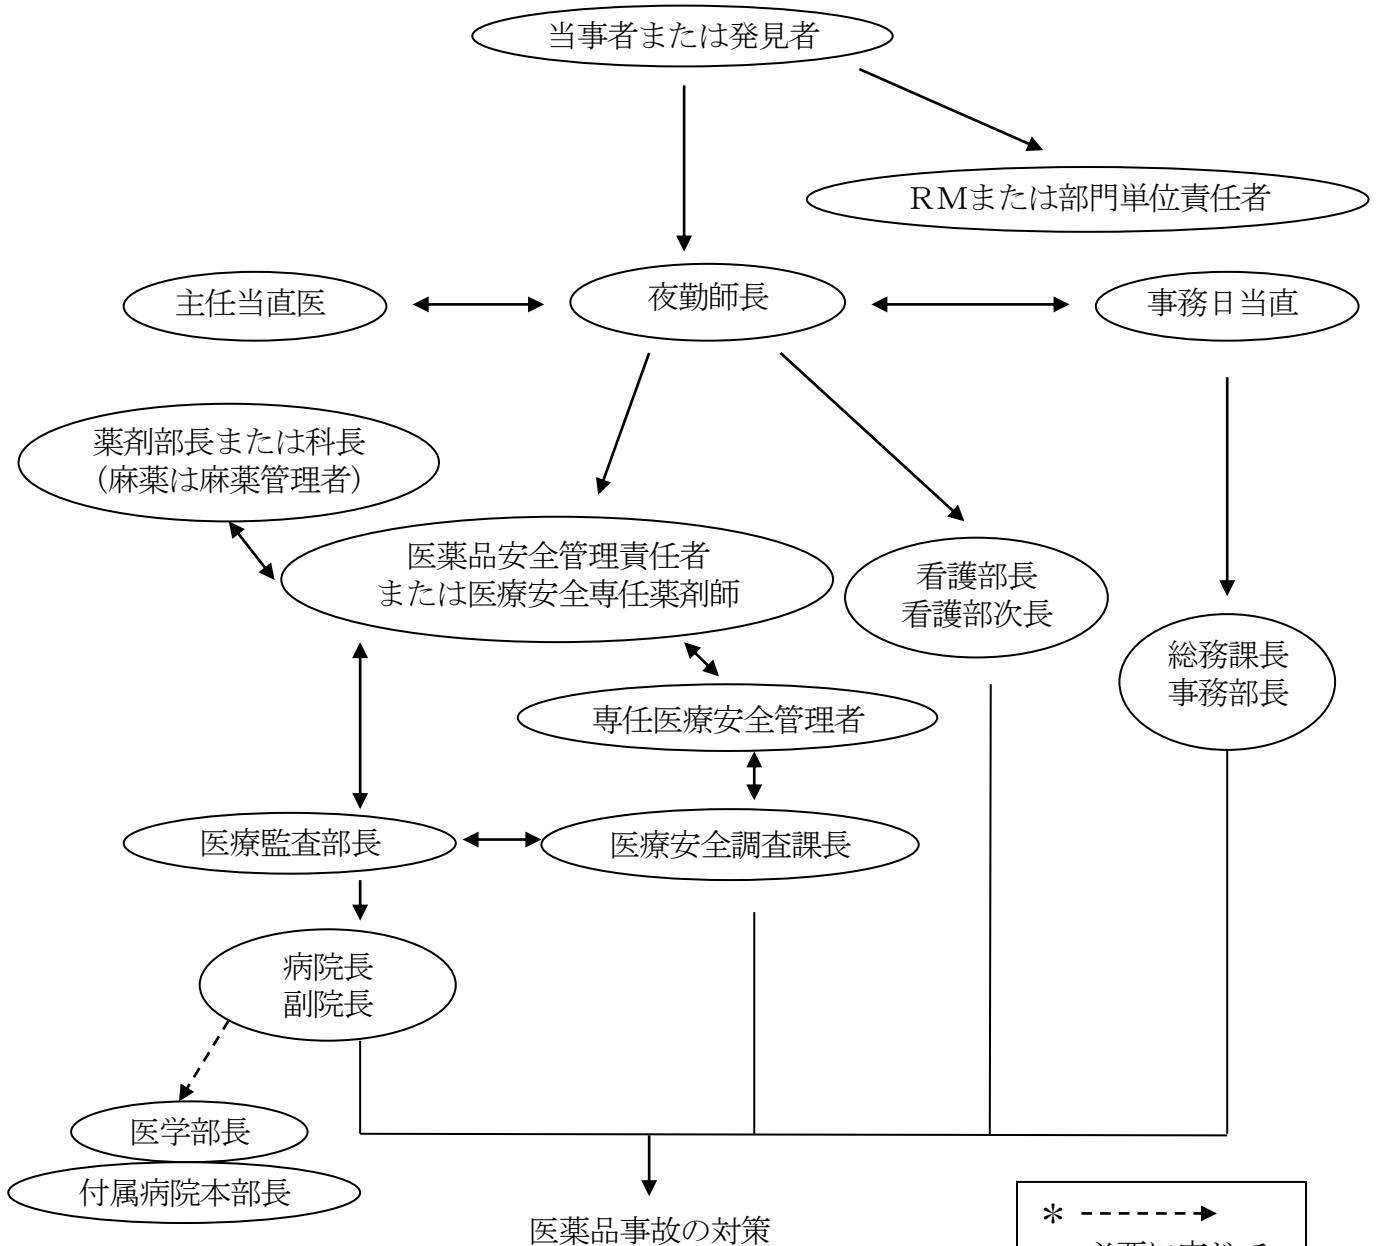 当事者または発見者
RMまたは部門単位責任者
主任当直医
夜勤師長
事務日当直
薬剤部長または科長
(麻薬は麻薬管理者)
医薬品安全管理責任者
または医療安全専任薬剤師
看護部長
看護部次長
総務課長
事務部長
専任医療安全管理者
医療監査部長
医療安全調査課長
病院長
副院長
医学部長
付属病院本部長
医薬品事故の対策
*